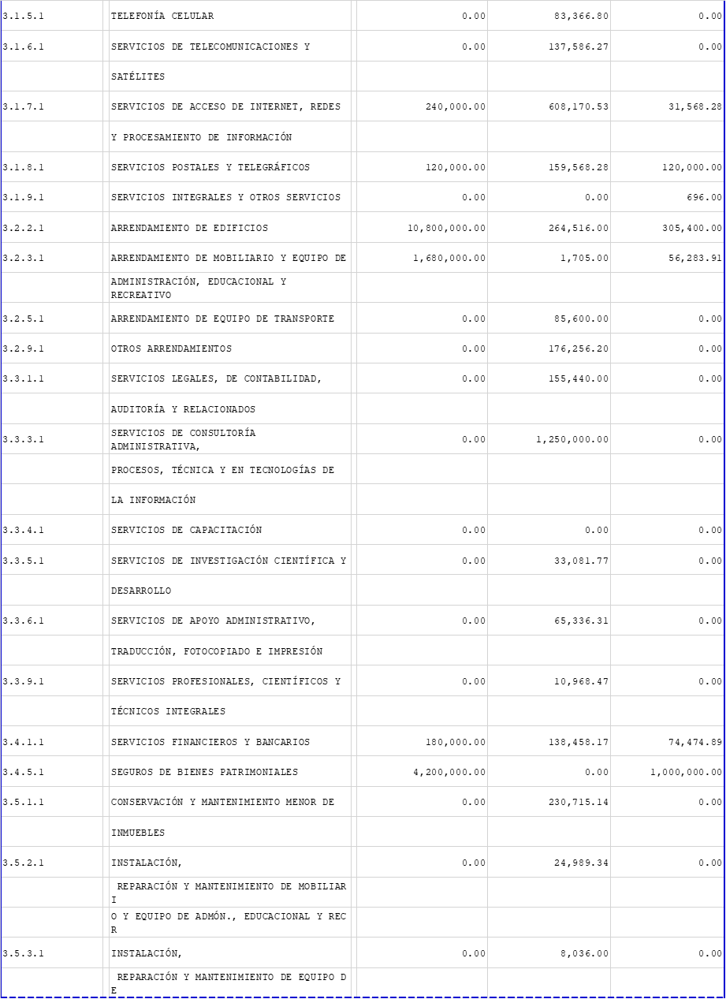 3.1.5.1 TELEFONÍA CELULAR 0.00 83,366.80 0.00
3.1.6.1 SERVICIOS DE TELECOMUNICACIONES Y 0.00 137,586.27 0.00
SATÉLITES
3.1.7.1 SERVICIOS DE ACCESO DE INTERNET, REDES 240,000.00 608,170.53 31,568.28
Y PROCESAMIENTO DE INFORMACIÓN
3.1.8.1 SERVICIOS POSTALES Y TELEGRÁFICOS 120,000.00 159,568.28 120,000.00
3.1.9.1 SERVICIOS INTEGRALES Y OTROS SERVICIOS 0.00 0.00 696.00
3.2.2.1 ARRENDAMIENTO DE EDIFICIOS 10,800,000.00 264,516.00 305,400.00
3.2.3.1 ARRENDAMIENTO DE MOBILIARIO Y EQUIPO DE 1,680,000.00 1,705.00 56,283.91
ADMINISTRACIÓN, EDUCACIONAL Y
RECREATIVO
3.2.5.1 ARRENDAMIENTO DE EQUIPO DE TRANSPORTE 0.00 85,600.00 0.00
3.2.9.1 OTROS ARRENDAMIENTOS 0.00 176,256.20 0.00
3.3.1.1 SERVICIOS LEGALES, DE CONTABILIDAD, 0.00 155,440.00 0.00
AUDITORÍA Y RELACIONADOS
3.3.3.1 SERVICIOS DE CONSULTORÍA
ADMINISTRATIVA, 0.00 1,250,000.00 0.00
PROCESOS, TÉCNICA Y EN TECNOLOGÍAS DE
LA INFORMACIÓN
3.3.4.1 SERVICIOS DE CAPACITACIÓN 0.00 0.00 0.00
3.3.5.1 SERVICIOS DE INVESTIGACIÓN CIENTÍFICA Y 0.00 33,081.77 0.00
DESARROLLO
3.3.6.1 SERVICIOS DE APOYO ADMINISTRATIVO, 0.00 65,336.31 0.00
TRADUCCIÓN, FOTOCOPIADO E IMPRESIÓN
3.3.9.1 SERVICIOS PROFESIONALES, CIENTÍFICOS Y 0.00 10,968.47 0.00
TÉCNICOS INTEGRALES
3.4.1.1 SERVICIOS FINANCIEROS Y BANCARIOS 180,000.00 138,458.17 74,474.89
3.4.5.1 SEGUROS DE BIENES PATRIMONIALES 4,200,000.00 0.00 1,000,000.00
3.5.1.1 CONSERVACIÓN Y MANTENIMIENTO MENOR DE 0.00 230,715.14 0.00
INMUEBLES
3.5.2.1 INSTALACIÓN, 0.00 24,989.34 0.00
REPARACIÓN Y MANTENIMIENTO DE MOBILIAR
I
O Y EQUIPO DE ADMÓN., EDUCACIONAL Y REC
R
3.5.3.1 INSTALACIÓN, 0.00 8,036.00 0.00
REPARACIÓN Y MANTENIMIENTO DE EQUIPO D
E